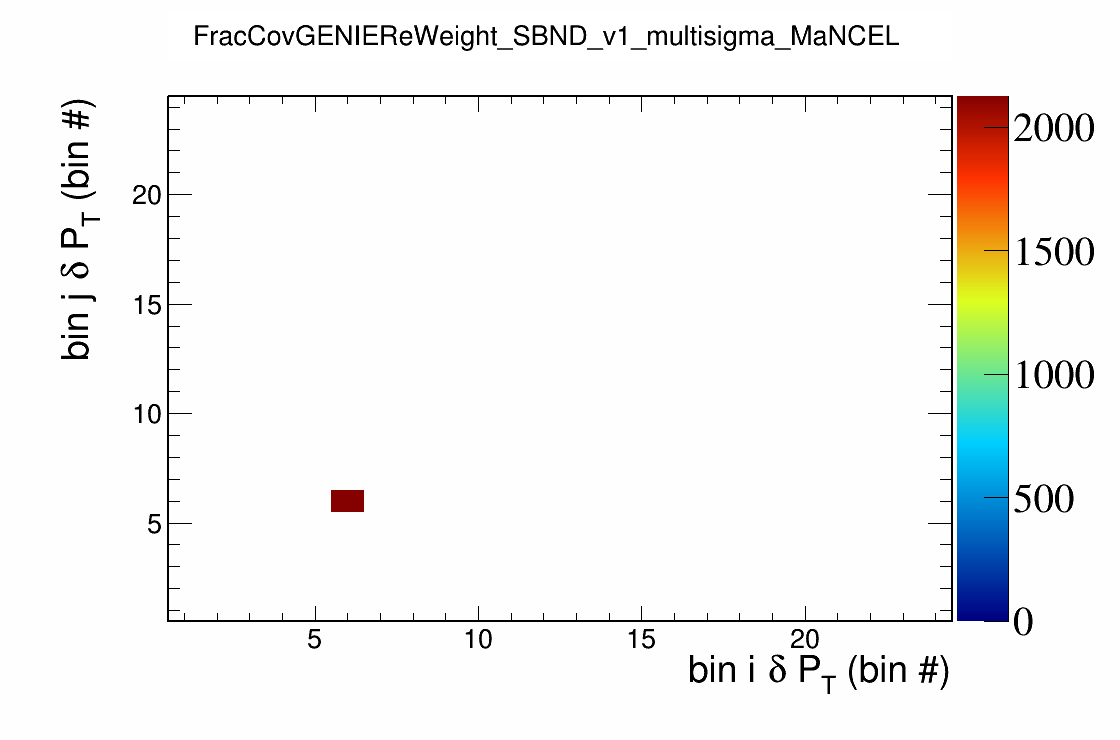 FracCovGENIEReWeight_SBND_v1_multisigma_MaNCEL
bin j δ P_T (bin #)
20
15
10
5
5 10 15 20
bin i δ P_T (bin #)
2000
1500
1000
500
0